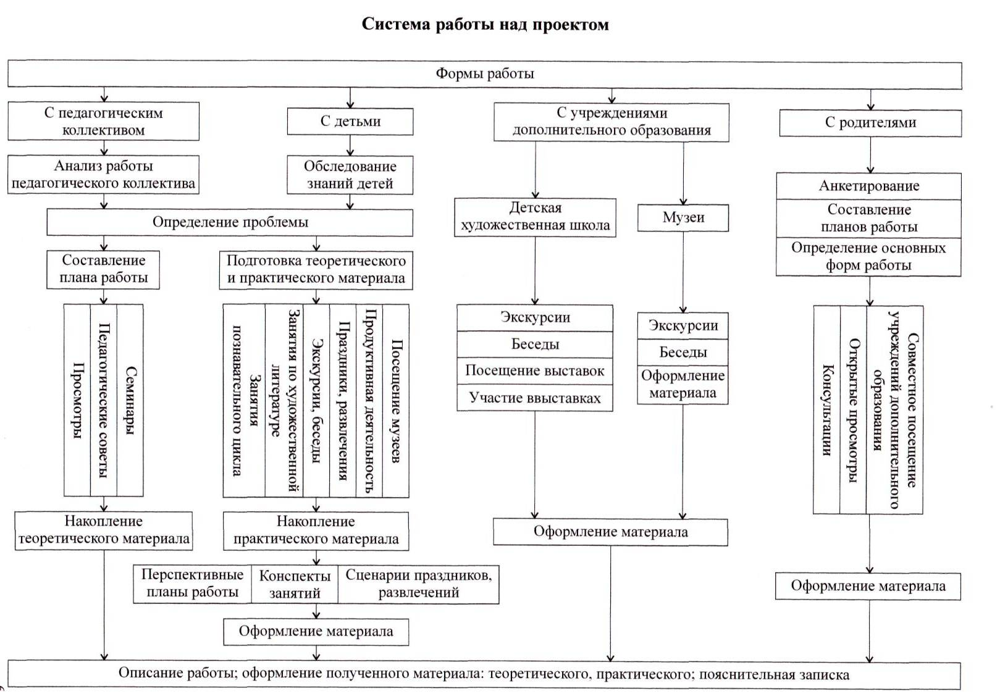 Система работы над проектом
Формы работы
С педагогическим
коллективом
С детьми
С учреждениями
дополнительного образования
С родителями
Анализ работы
педагогического коллектива
Обследование
знаний детей
Определение проблемы
Детская
художественная школа
Музеи
Анкетирование
Составление
планов работы
Определение основных
форм работы
Составление
плана работы
Подготовка теоретического
и практического материала
Просмотры
Педагогические советы
Семинары
Занятия
познавательного цикла
Занятия по художественной
литературе
Экскурсии, беседы
Праздники, развлечения
Продуктивная деятельность
Посещение музеев
Экскурсии
Беседы
Посещение выставок
Участие ввыставках
Экскурсии
Беседы
Оформление
материала
Консультации
Открытые просмотры
Совместное посещение
учреждений дополнительного
образования
Накопление
теоретического материала
Накопление
практического материала
Оформление материала
Перспективные
планы работы
Конспекты
занятий
Сценарии праздников,
развлечений
Оформление материала
Оформление материала
Описание работы; оформление полученного материала: теоретического, практического; пояснительная записка